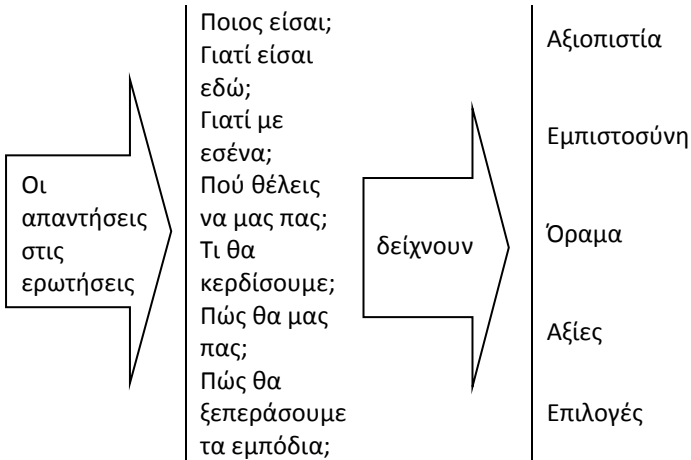 Οι
απαντήσεις
στις
ερωτήσεις
Ποιος είσαι;
Γιατί είσαι
εδώ;
Γιατί με
εσένα;
Πού θέλεις
να μας πας;
Τι θα
κερδίσουμε;
Πώς θα μας
πας;
Πώς θα
ξεπεράσουμε
τα εμπόδια;
δείχνουν
Αξιοπιστία
Εμπιστοσύνη
Όραμα
Αξίες
Επιλογές